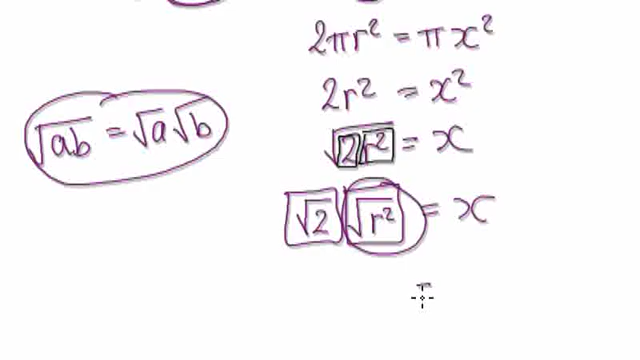 2πr² = πx²
2r² = x²
√ab = √a√b
√2r² = x
√2 √r² = x